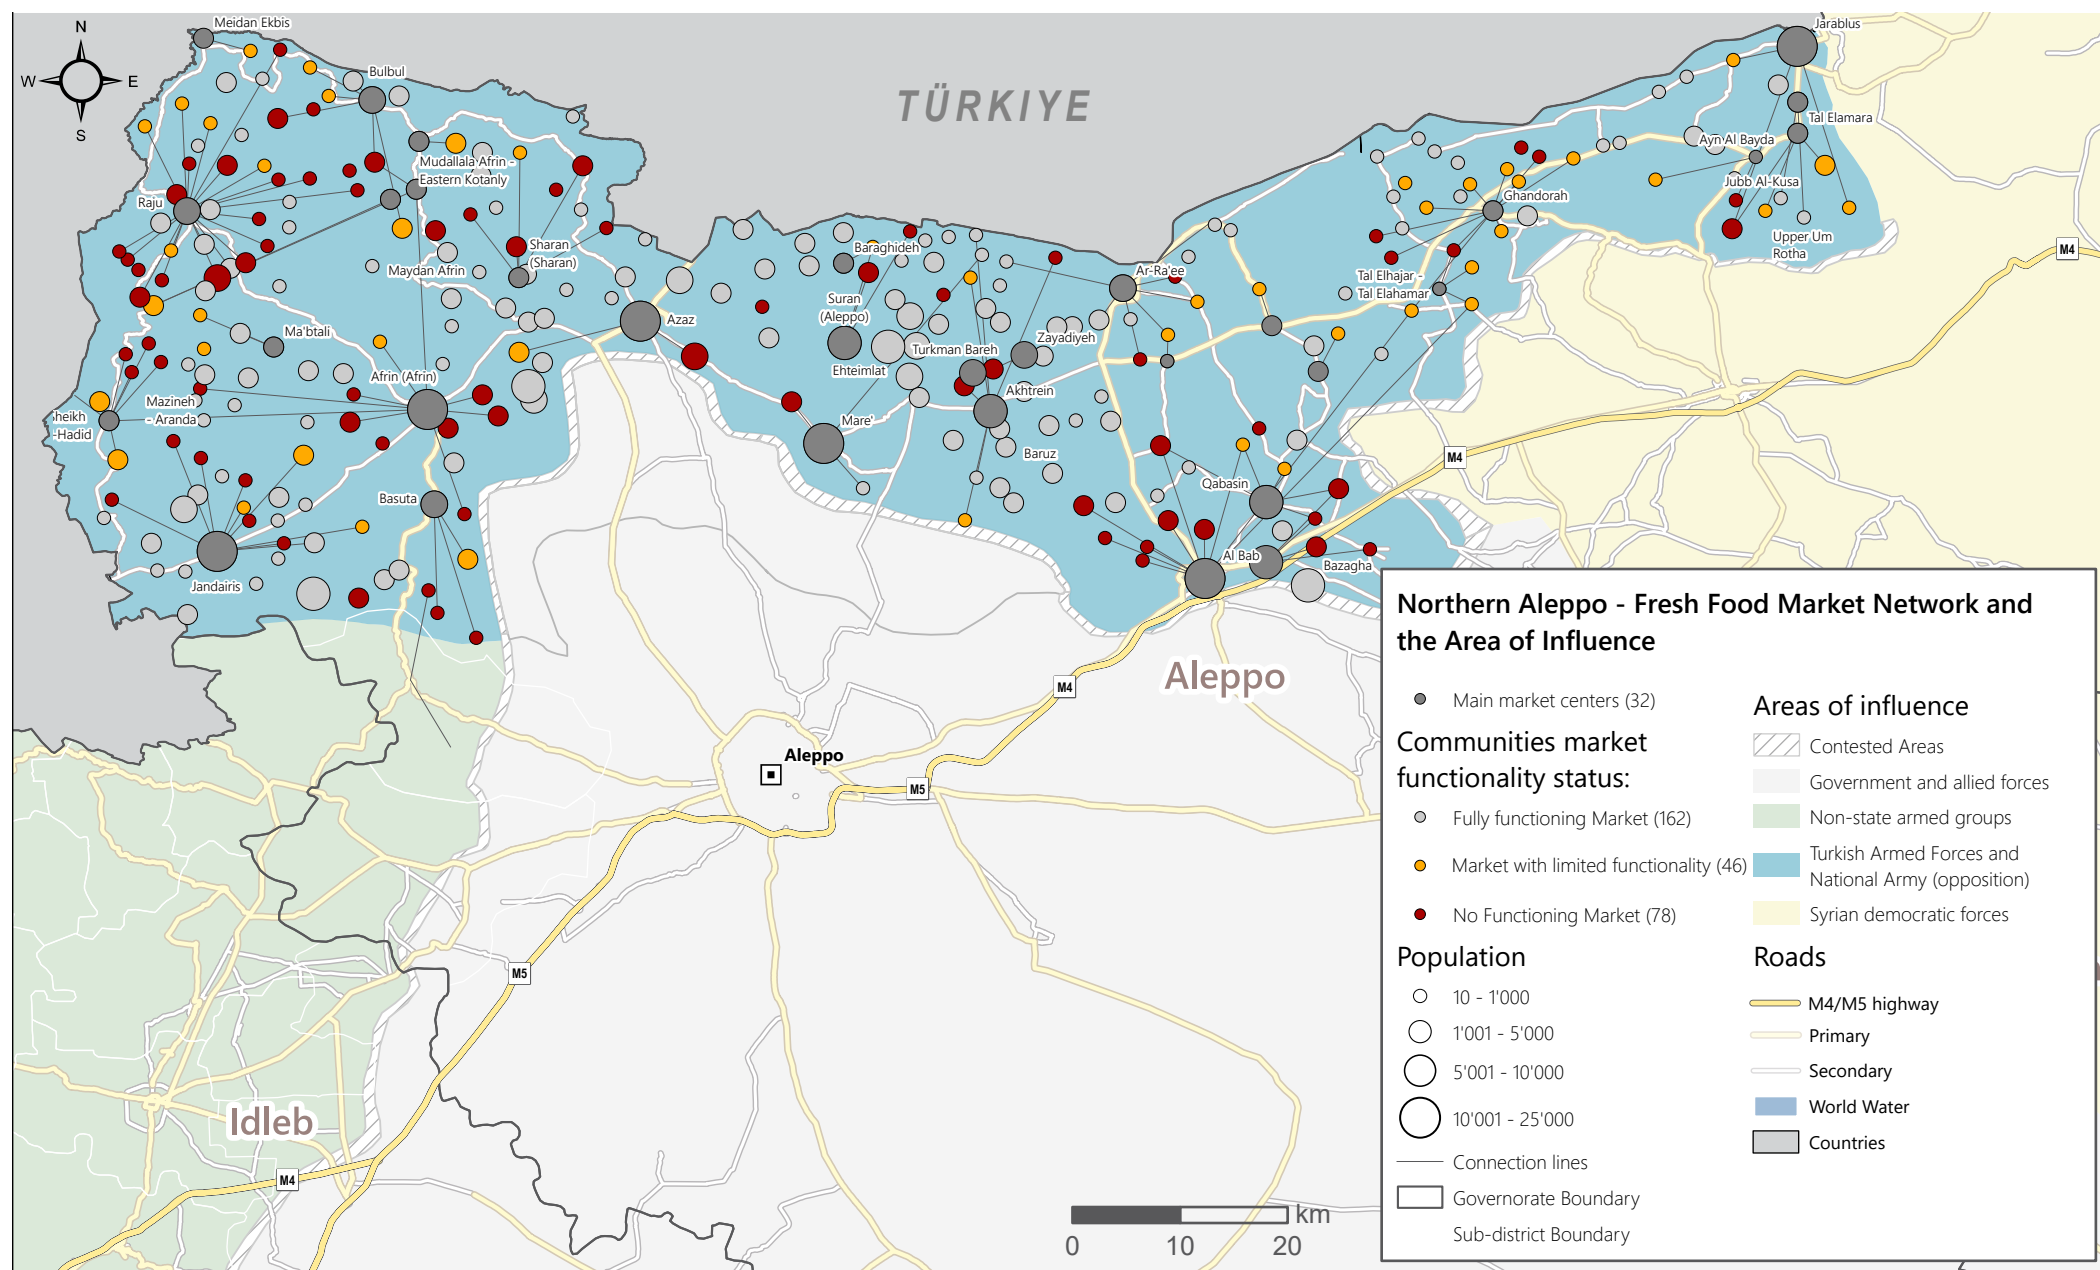 Meidan Ekbis
Jarablus
N
W
E
S
Bulbul
TÜRKIYE
Tal Elamara
Ayn Al Bayda
Mudallala Afrin -
Eastern Kotanly
Jubb Al-Kusa
Raju
Ghandorah
Sharan
(Sharan)
Baraghideh
Upper Um
Rotha
M4
Maydan Afrin
Ar-Ra'ee
Tal Elhajar -
Tal Elahamar
Suran
(Aleppo)
Azaz
Ma'btali
Zayadiyeh
Turkman Bareh
Ehteimlat
Afrin (Afrin)
Akhtrein
Mazineh
- Aranda
heikh
-Hadid
Mare'
Baruz
M4
Qabasin
Basuta
Al Bab
Bazagha
Jandairis
Aleppo
M4
Aleppo
M5
M5
Idleb
M4
km
0 10 20
Northern Aleppo - Fresh Food Market Network and
the Area of Influence
Main market centers (32)
Communities market
functionality status:
Fully functioning Market (162)
Market with limited functionality (46)
No Functioning Market (78)
Population
10 - 1'000
1'001 - 5'000
5'001 - 10'000
10'001 - 25'000
Connection lines
Governorate Boundary
Sub-district Boundary
Areas of influence
Contested Areas
Government and allied forces
Non-state armed groups
Turkish Armed Forces and
National Army (opposition)
Syrian democratic forces
Roads
M4/M5 highway
Primary
Secondary
World Water
Countries